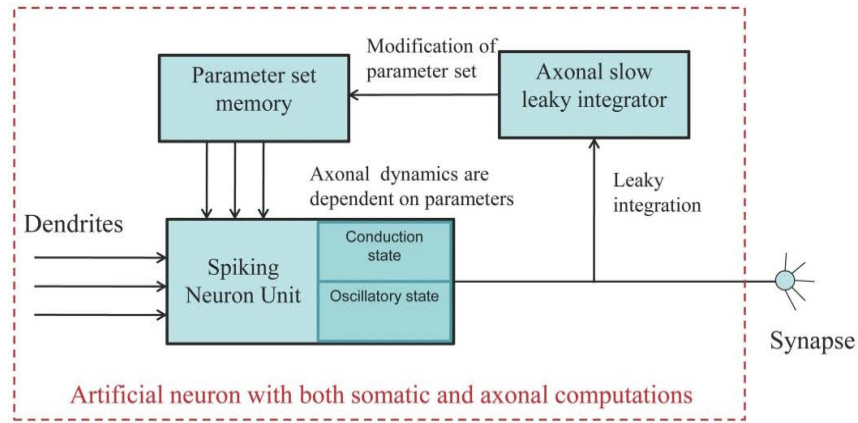 Parameter set
memory
Modification of
parameter set
Axonal slow
leaky integrator
Axonal dynamics are
dependent on parameters
Leaky
integration
Dendrites
Spiking
Neuron Unit
Conduction
state
Oscillatory state
Synapse
Artificial neuron with both somatic and axonal computations